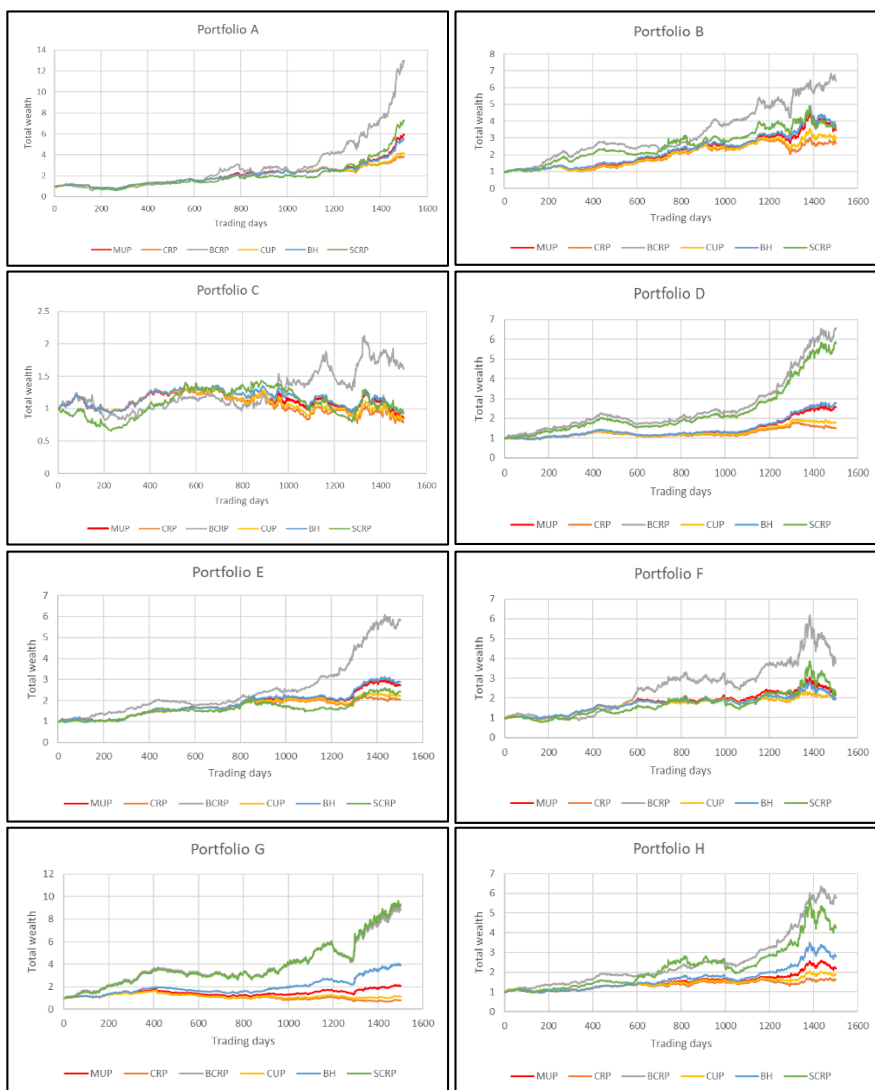 Portfolio A
14
12
10
8
6
4
2
0
Total wealth
0 200 400 600 800 1000 1200 1400 1600
Trading days
MUP CRP BCRP CUP BH SCRP
Portfolio B
8
7
6
5
4
3
2
1
0
Total wealth
0 200 400 600 800 1000 1200 1400 1600
Trading days
MUP CRP BCRP CUP BH SCRP
Portfolio C
2.5
2
1.5
1
0.5
0
Total wealth
0 200 400 600 800 1000 1200 1400 1600
Trading days
MUP CRP BCRP CUP BH SCRP
Portfolio D
7
6
5
4
3
2
1
0
Total wealth
0 200 400 600 800 1000 1200 1400 1600
Trading days
MUP CRP BCRP CUP BH SCRP
Portfolio E
7
6
5
4
3
2
1
0
Total wealth
0 200 400 600 800 1000 1200 1400 1600
Trading days
MUP CRP BCRP CUP BH SCRP
Portfolio F
7
6
5
4
3
2
1
0
Total wealth
0 200 400 600 800 1000 1200 1400 1600
Trading days
MUP CRP BCRP CUP BH SCRP
Portfolio G
12
10
8
6
4
2
0
Total wealth
0 200 400 600 800 1000 1200 1400 1600
Trading days
MUP CRP BCRP CUP BH SCRP
Portfolio H
7
6
5
4
3
2
1
0
Total wealth
0 200 400 600 800 1000 1200 1400 1600
Trading days
MUP CRP BCRP CUP BH SCRP